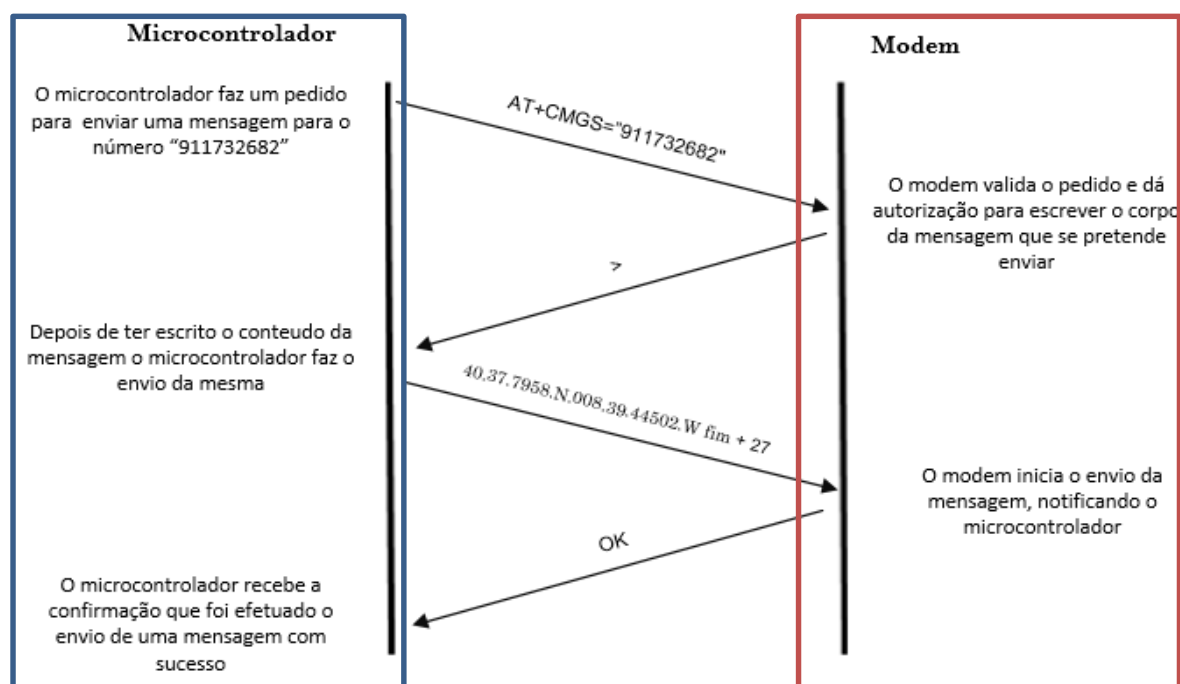 Microcontrolador
Modem
O microcontrolador faz um pedido
para enviar uma mensagem para o
número “911732682”
AT+CMGS="911732682"
O modem valida o pedido e dá
autorização para escrever o corpo
da mensagem que se pretende
enviar
>
Depois de ter escrito o conteudo da
mensagem o microcontrolador faz o
envio da mesma
40.37.7958.N.008.39.44502.W fim + 27
O modem inicia o envio da
mensagem, notificando o
microcontrolador
OK
O microcontrolador recebe a
confirmação que foi efetuado o
envio de uma mensagem com
sucesso